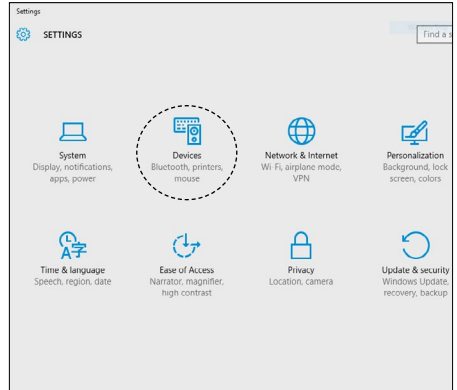 Settings
SETTINGS
Find a s
System
Display, notifications,
apps, power
Devices
Bluetooth, printers,
mouse
Network & Internet
Wi-Fi, airplane mode,
VPN
Personalization
Background, lock
screen, colors
A字
Time & language
Speech, region, date
Ease of Access
Narrator, magnifier,
high contrast
Privacy
Location, camera
Update & security
Windows Update,
recovery, backup